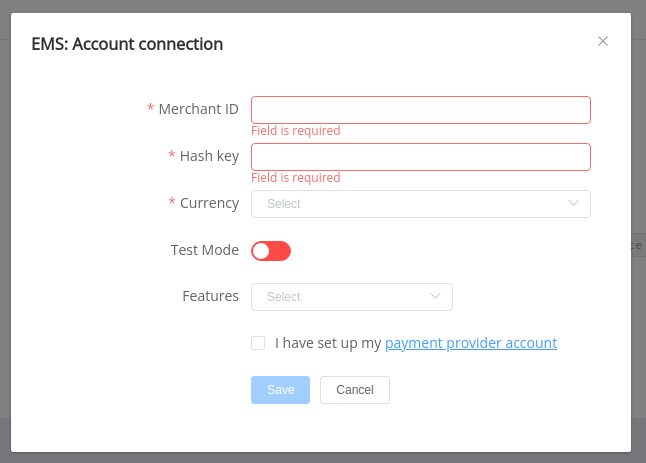 EMS: Account connection
* Merchant ID
Field is required
* Hash key
Field is required
* Currency Select
Test Mode
Features Select
I have set up my payment provider account
Save Cancel